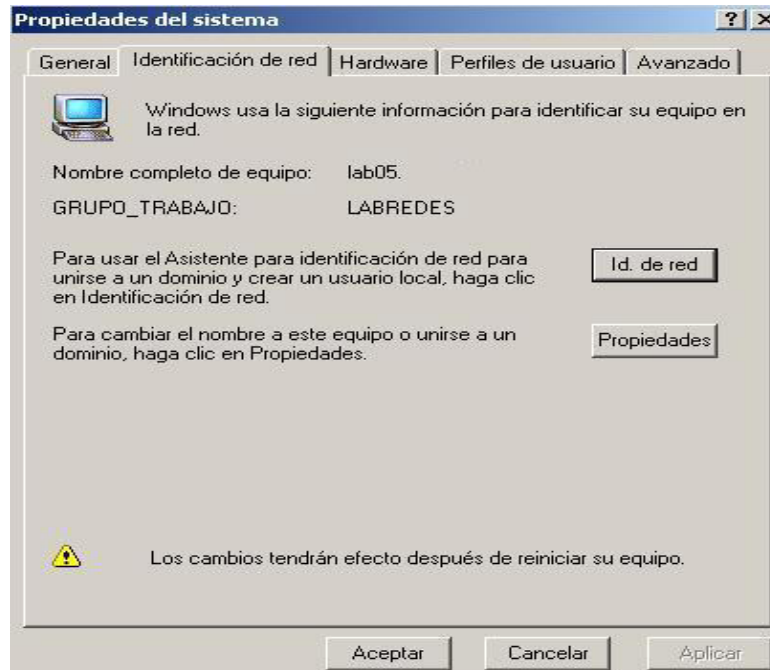 Propiedades del sistema
General Identificación de red Hardware Perfiles de usuario Avanzado
Windows usa la siguiente información para identificar su equipo en
la red.
Nombre completo de equipo: lab05.
GRUPO_TRABAJO: LABREDES
Para usar el Asistente para identificación de red para
unirse a un dominio y crear un usuario local, haga clic
en Identificación de red.
Id. de red
Para cambiar el nombre a este equipo o unirse a un
dominio, haga clic en Propiedades.
Propiedades
Los cambios tendrán efecto después de reiniciar su equipo.
Aceptar Cancelar Aplicar